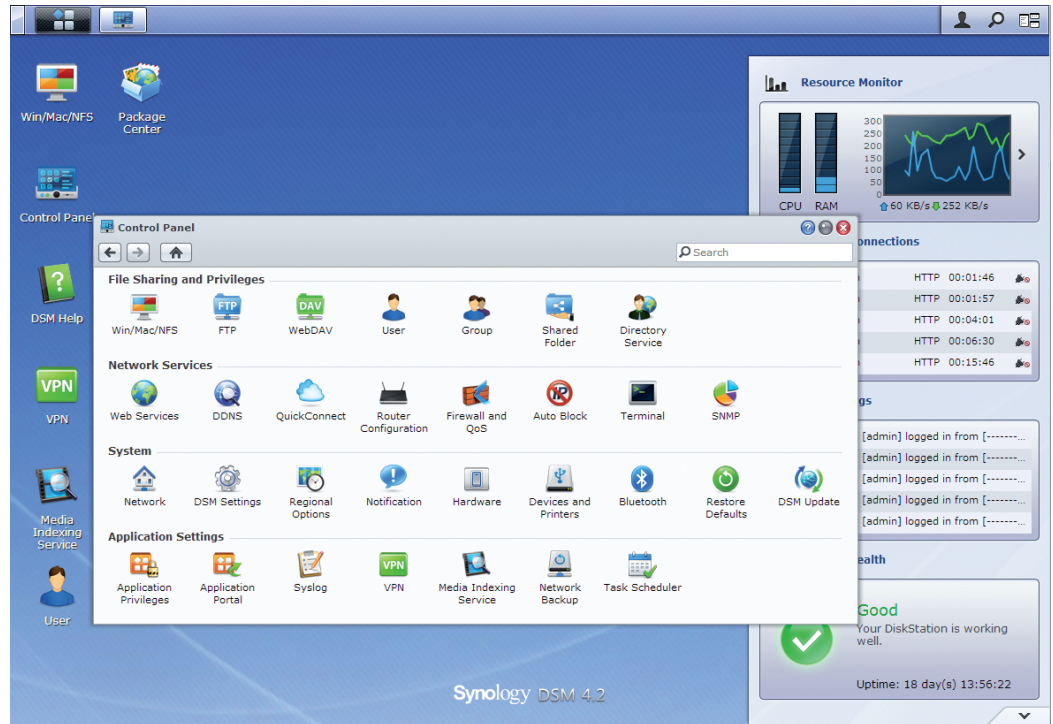 Win/Mac/NFS
Package
Center
Control Pane
DSM Help
VPN
VPN
Media
Indexing
Service
User
Control Panel
Search
File Sharing and Privileges
FTP
DAV
Win/Mac/NFS FTP WebDAV User Group Shared Directory
Folder Service
Network Services
IP
Web Services DDNS QuickConnect Router Firewall and Auto Block Terminal SNMP
Configuration QoS
System
Network DSM Settings Regional Notification Hardware Devices and Bluetooth Restore DSM Update
Options Printers Defaults
Application Settings
VPN
Application Application Syslog VPN Media Indexing Network Task Scheduler
Privileges Portal Service Backup
Resource Monitor
300
250
200
150
100
50
0
CPU RAM 60 KB/s 252 KB/s
onnections
HTTP 00:01:46
HTTP 00:01:57
HTTP 00:04:01
HTTP 00:06:30
HTTP 00:15:46
gs
[admin] logged in from [-------...
[admin] logged in from [-------...
[admin] logged in from [-------...
[admin] logged in from [-------...
[admin] logged in from [-------...
ealth
Good
Your DiskStation is working
well.
Uptime: 18 day(s) 13:56:22
Synology DSM 4.2